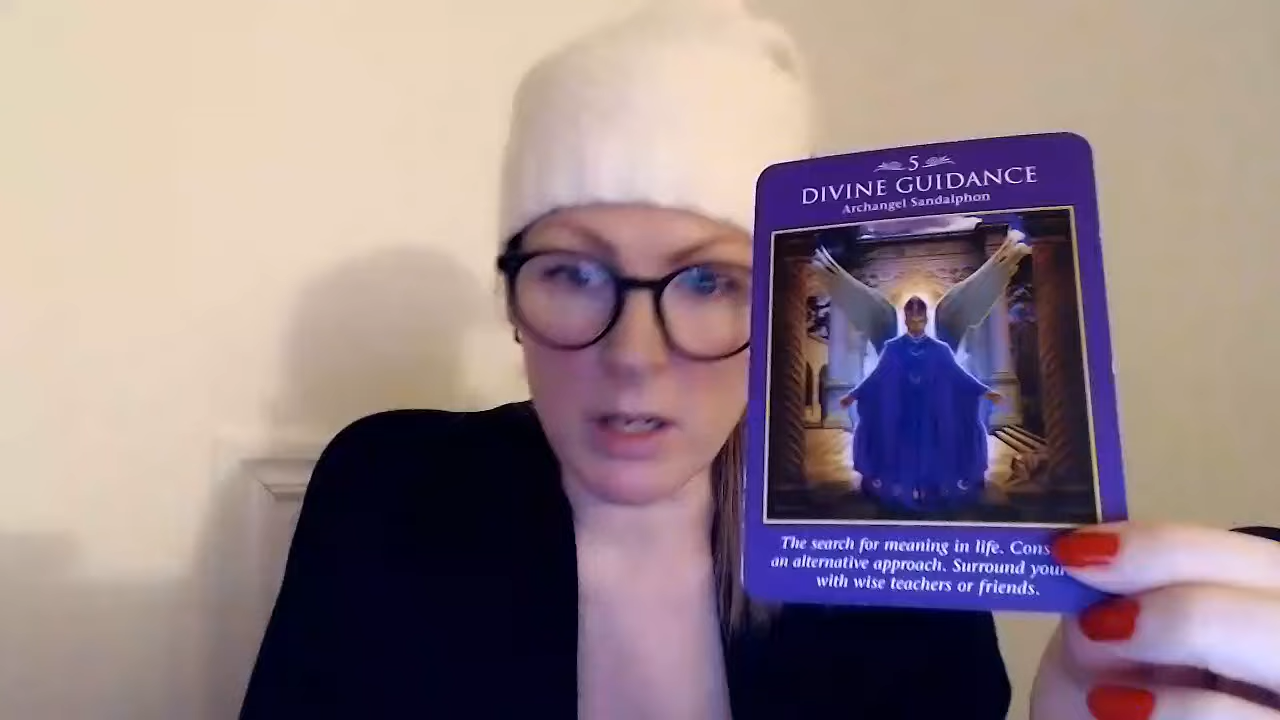 5
DIVINE GUIDANCE
Archangel Sandalphon
The search for meaning in life.
an alternative approach. Surround
with wise teachers or friends.